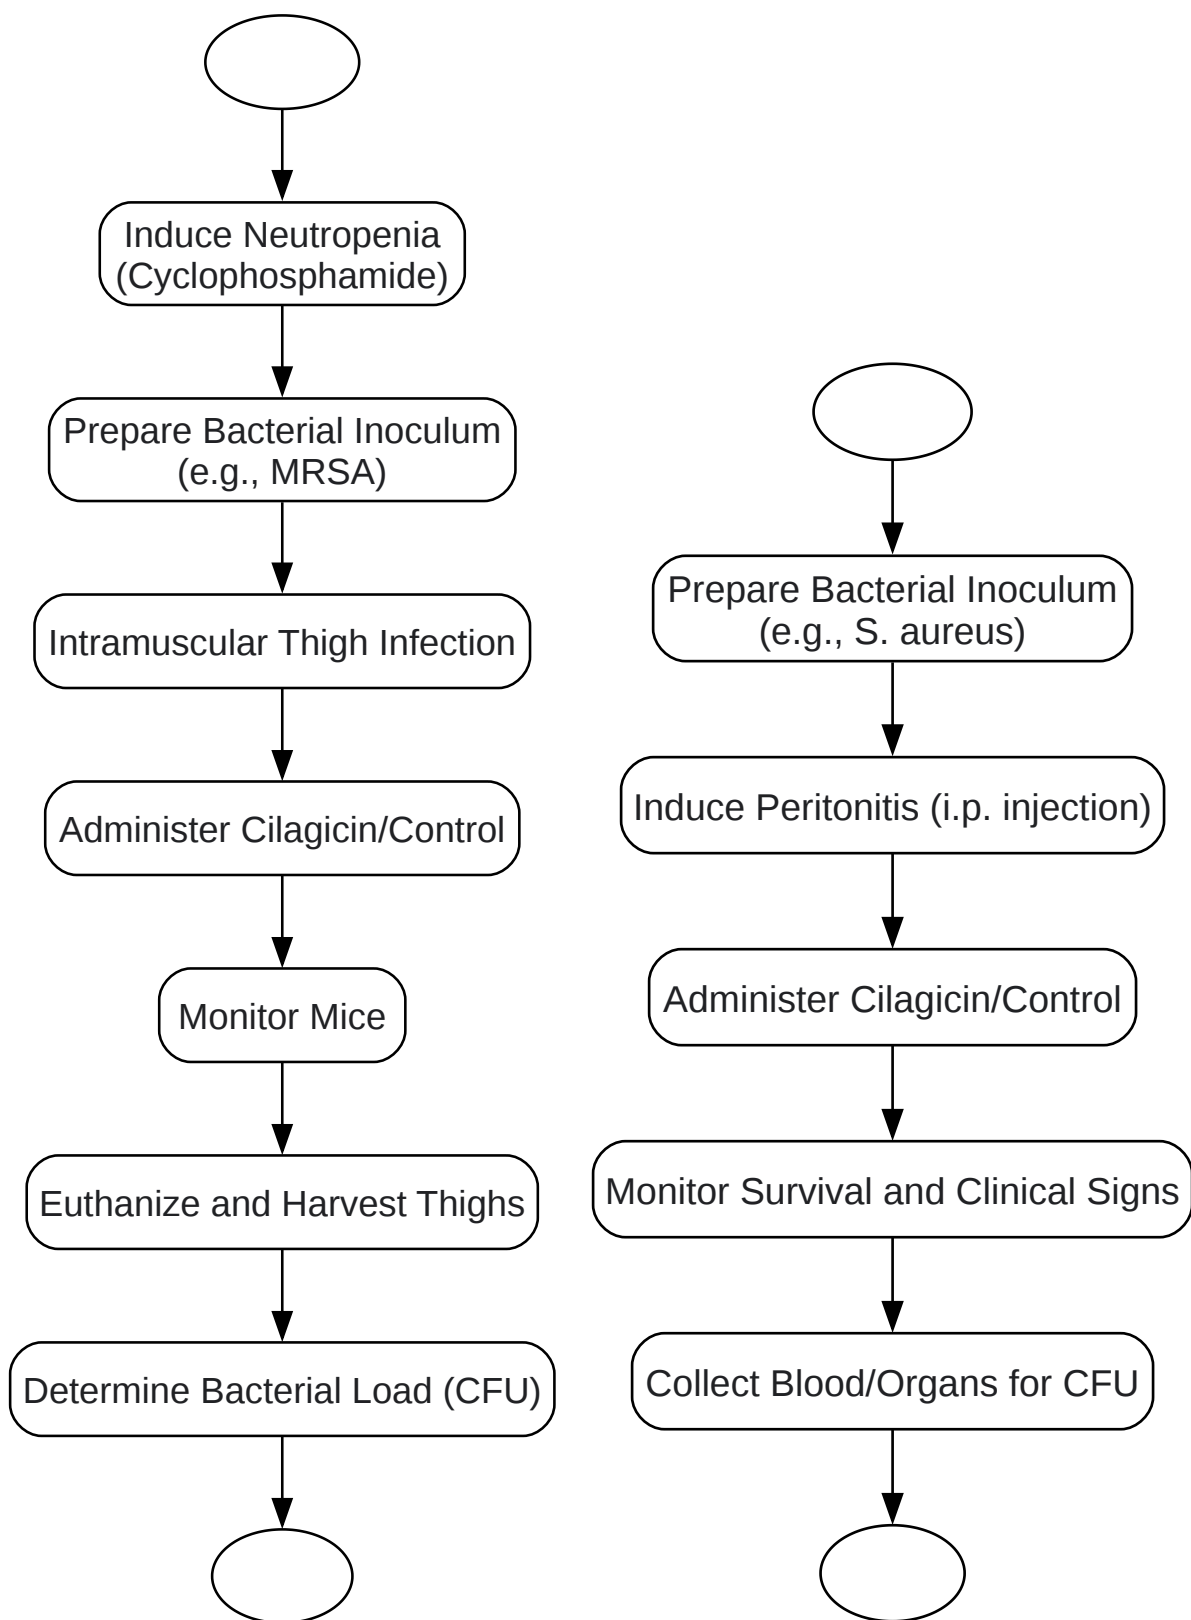 Induce Neutropenia
(Cyclophosphamide)
Prepare Bacterial Inoculum
(e.g., MRSA)
Intramuscular Thigh Infection
Administer Cilagicin/Control
Monitor Mice
Euthanize and Harvest Thighs
Determine Bacterial Load (CFU)
Prepare Bacterial Inoculum
(e.g., S. aureus)
Induce Peritonitis (i.p. injection)
Administer Cilagicin/Control
Monitor Survival and Clinical Signs
Collect Blood/Organs for CFU